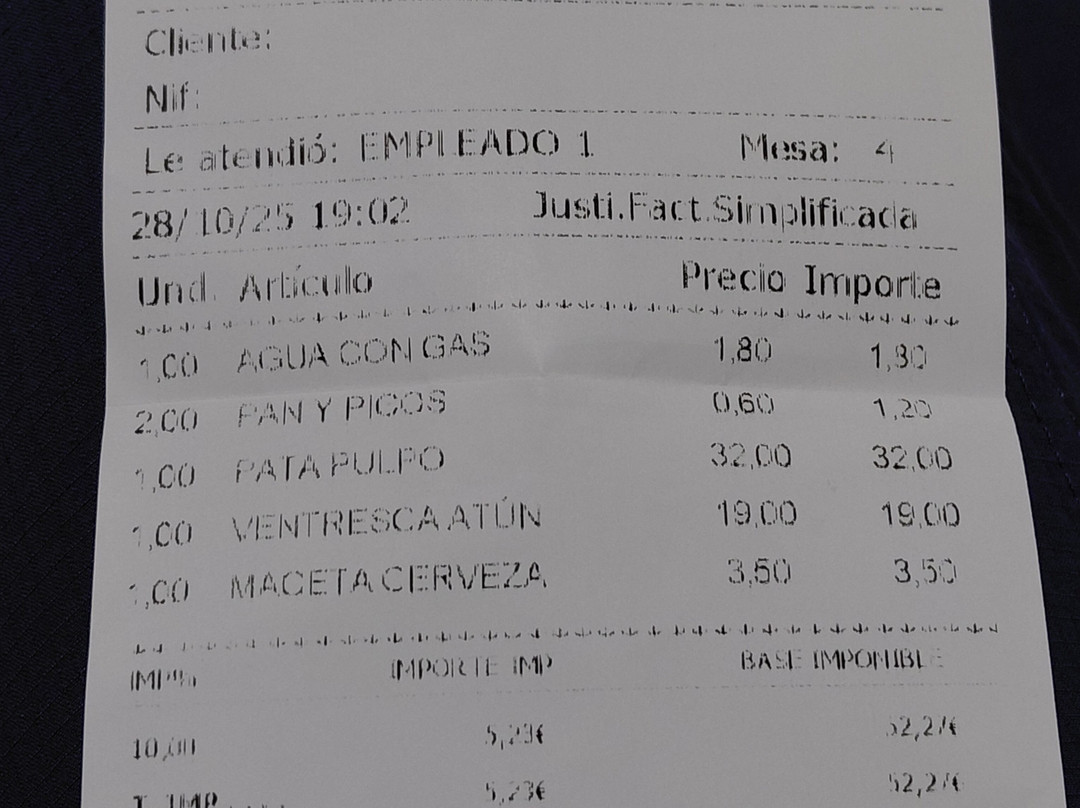 Cliente:
Nif:
Le atendió: EMPLEADO 1 Mesa: 4
28/10/25 19:02 Justi.Fact.Simplificada
Und. Artículo Precio Importe
1,00 AGUA CON GAS 1,80 1,80
2,00 PAN Y PICOS 0,60 1,20
1,00 PATA PULPO 32,00 32,00
1,00 VENTRESCA ATÚN 19,00 19,00
1,00 MACETA CERVEZA 3,50 3,50
IMP% IMPORTE IMP BASE IMPONIBLE
10,00 5,23€ 52,27€
T. IMP.... 5,23€ 52,27€